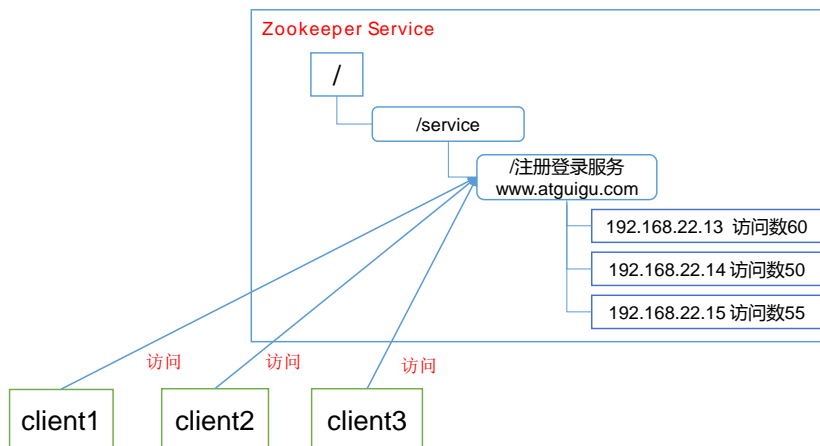 Zookeeper Service
/
/service
/注册登录服务
www.atguigu.com
192.168.22.13 访问数60
192.168.22.14 访问数50
192.168.22.15 访问数55
访问
访问
访问
client1
client2
client3